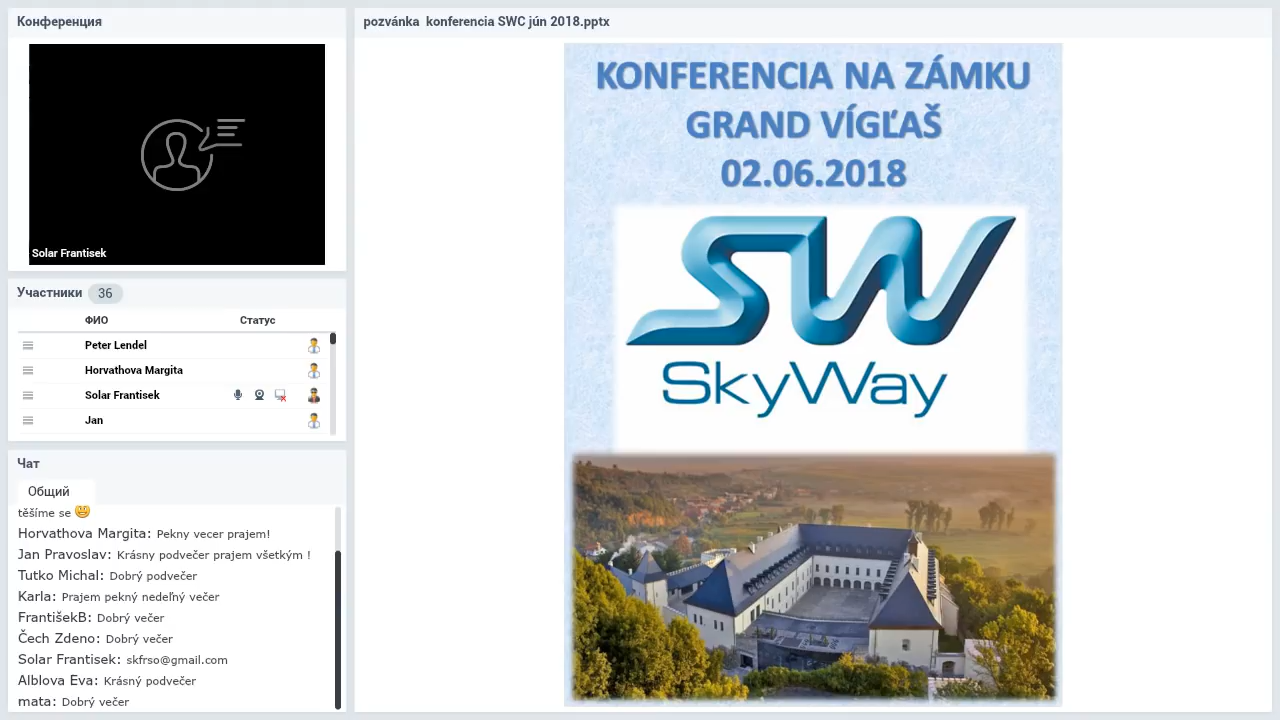 Конференция
Solar Frantisek
Участники 36
ФИО Статус
Peter Lendel
Horvathova Margita
Solar Frantisek
Jan
Чат
Общий
těšíme se
Horvathova Margita: Pekny vecer prajem!
Jan Pravoslav: Krásny podvečer prajem všetkým !
Tutko Michal: Dobrý podvečer
Karla: Prajem pekný nedeľný večer
FrantišekB: Dobrý večer
Čech Zdeno: Dobrý večer
Solar Frantisek: skfrso@gmail.com
Alblova Eva: Krásný podvečer
mata: Dobrý večer
pozvánka  konferencia SWC jún 2018.pptx
KONFERENCIA NA ZÁMKU
GRAND VÍGĽAŠ
02.06.2018
SW
SkyWay